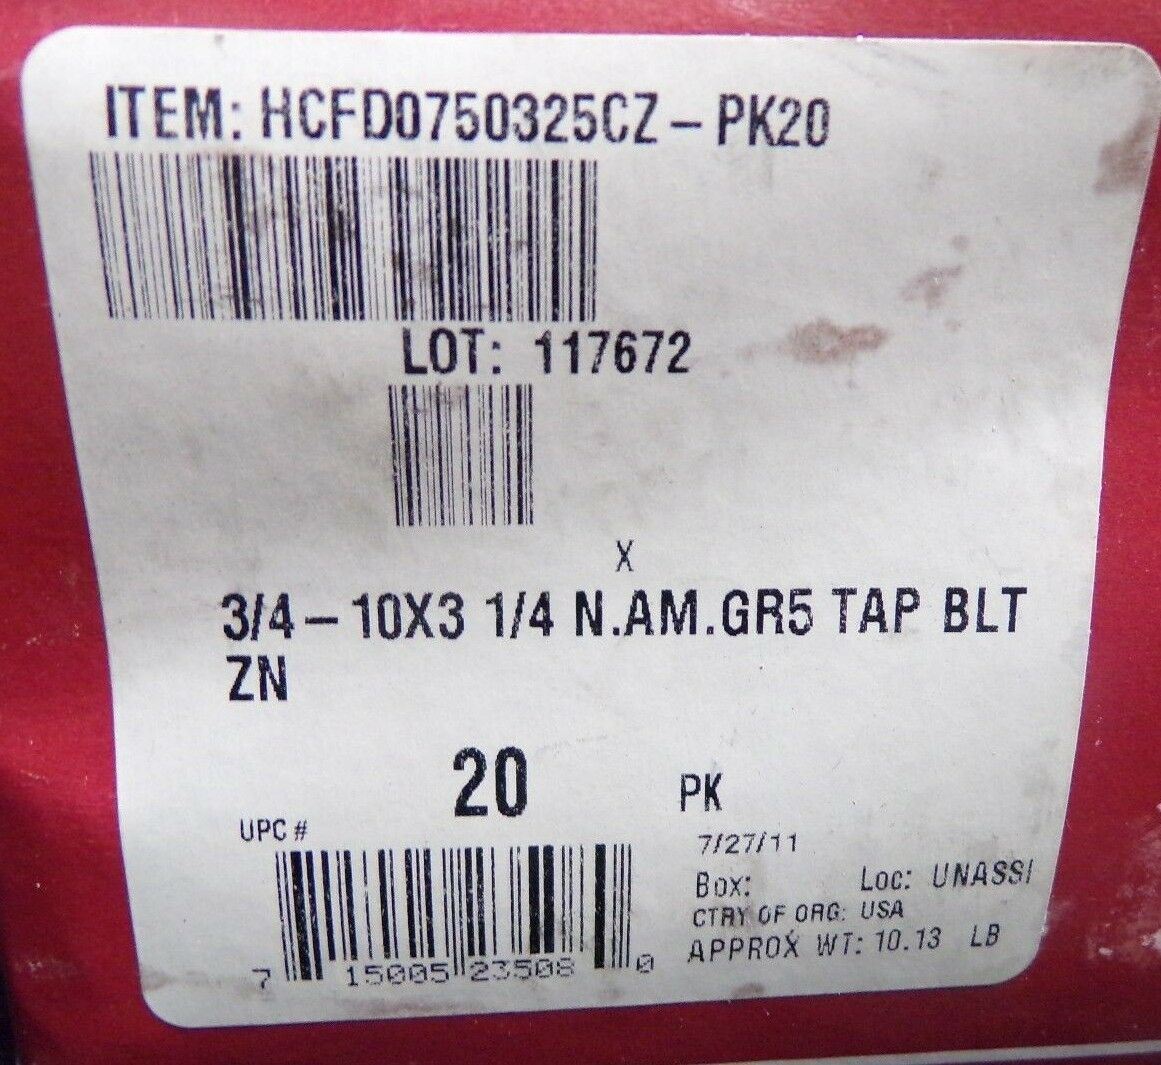 ITEM: HCFD0750325CZ-PK20
LOT: 117672
X
3/4-10X3 1/4 N.AM.GR5 TAP BLT
ZN
20 PK
UPC #
7/27/11
Box: Loc: UNASSI
CTRY OF ORG: USA
APPROX WT: 10.13 LB
7 15005 23508 0